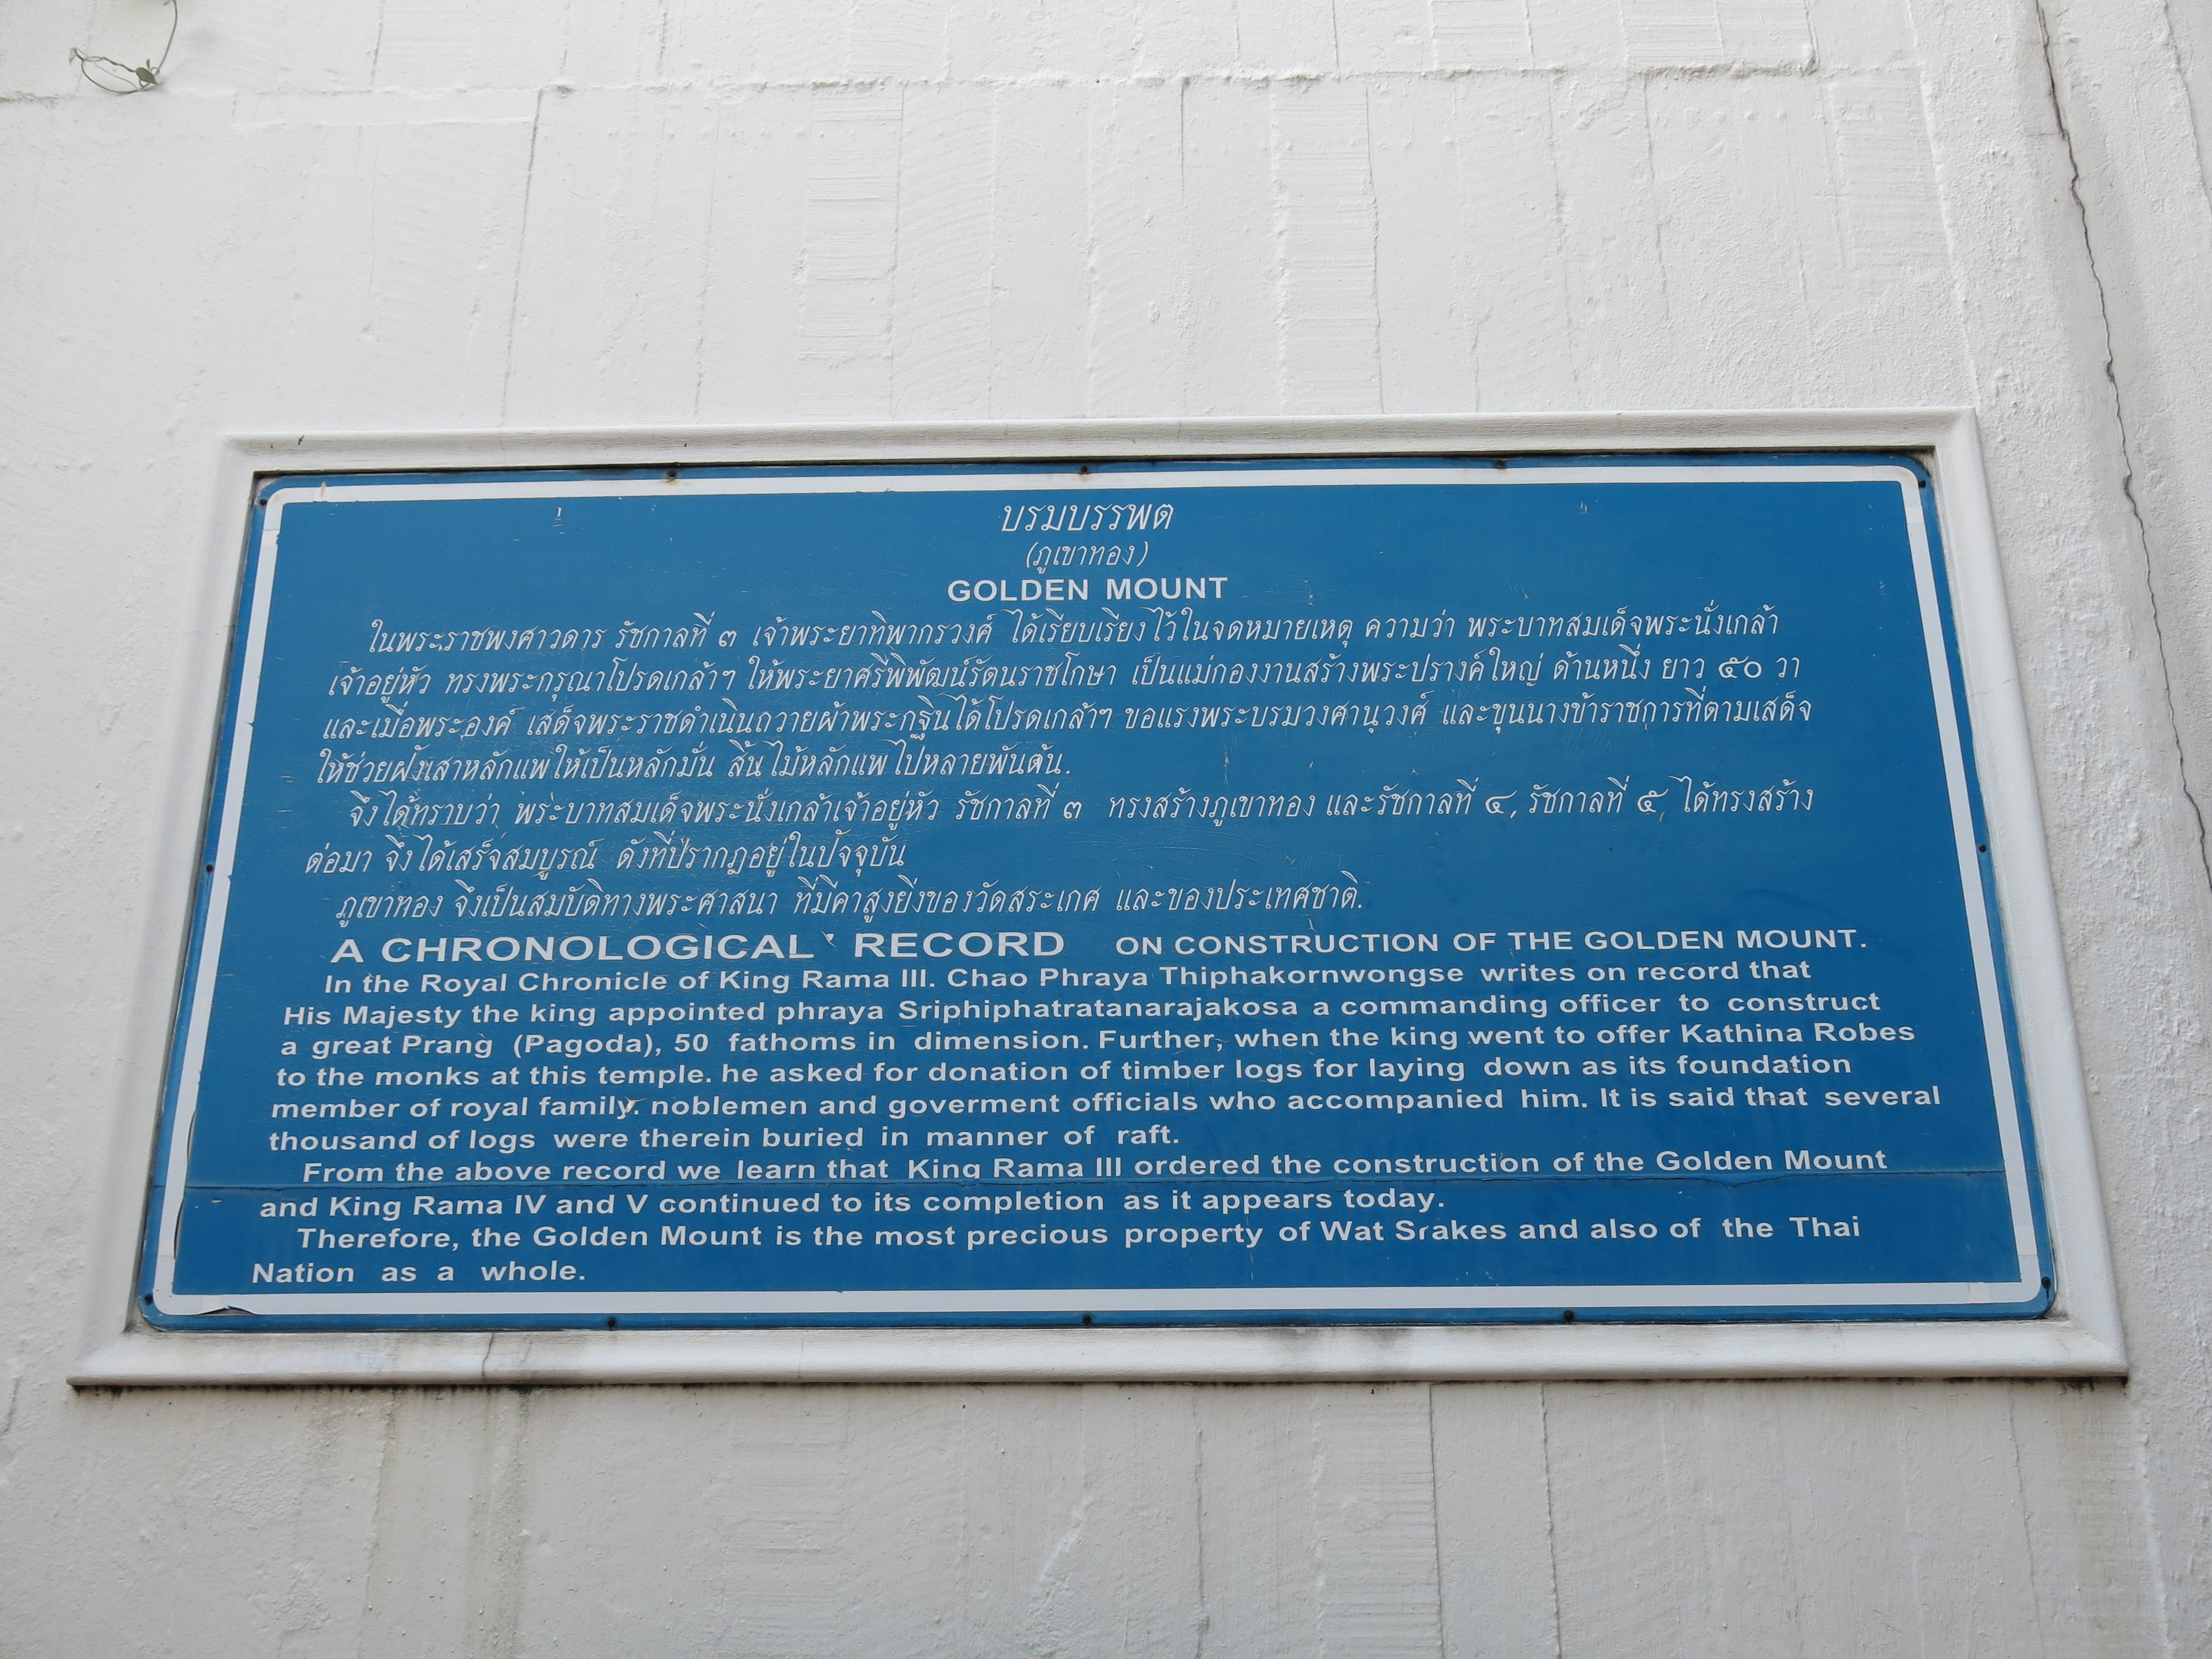 บรมบรรพต
(ภูเขาทอง)
GOLDEN MOUNT
ในพระราชพงศาวดาร รัชกาลที่ ๓ เจ้าพระยาทิพากรวงศ์ ได้เรียบเรียงไว้ในจดหมายเหตุ ความว่า พระบาทสมเด็จพระนั่งเกล้า
เจ้าอยู่หัว ทรงพระกรุณาโปรดเกล้าฯ ให้พระยาศรีพิพัฒน์รัตนราชโกษา เป็นแม่กองงานสร้างพระปรางค์ใหญ่ ด้านหนึ่ง ยาว ๕๐ วา
และเมื่อพระองค์ เสด็จพระราชดำเนินถวายผ้าพระกฐินได้โปรดเกล้าฯ ขอแรงพระบรมวงศานุวงศ์ และขุนนางข้าราชการที่ตามเสด็จ
ให้ช่วยฝังเสาหลักแพให้เป็นหลักมั่น สิ้นไม้หลักแพไปหลายพันต้น.
จึงได้ทราบว่า พระบาทสมเด็จพระนั่งเกล้าเจ้าอยู่หัว รัชกาลที่ ๓ ทรงสร้างภูเขาทอง และรัชกาลที่ ๔, รัชกาลที่ ๕, ได้ทรงสร้าง
ต่อมา จึงได้เสร็จสมบูรณ์ ดังที่ปรากฏอยู่ในปัจจุบัน
ภูเขาทอง จึงเป็นสมบัติทางพระศาสนา ที่มีคาสูงยิ่งของวัดสระเกศ และของประเทศชาติ.
A CHRONOLOGICAL RECORD ON CONSTRUCTION OF THE GOLDEN MOUNT.
In the Royal Chronicle of King Rama III. Chao Phraya Thiphakornwongse writes on record that
His Majesty the king appointed phraya Sriphiphatratanarajakosa a commanding officer to construct
a great Prang (Pagoda), 50 fathoms in dimension. Further, when the king went to offer Kathina Robes
to the monks at this temple. he asked for donation of timber logs for laying down as its foundation
member of royal family. noblemen and goverment officials who accompanied him. It is said that several
thousand of logs were therein buried in manner of raft.
From the above record we learn that King Rama III ordered the construction of the Golden Mount
and King Rama IV and V continued to its completion as it appears today.
Therefore, the Golden Mount is the most precious property of Wat Srakes and also of the Thai
Nation as a whole.